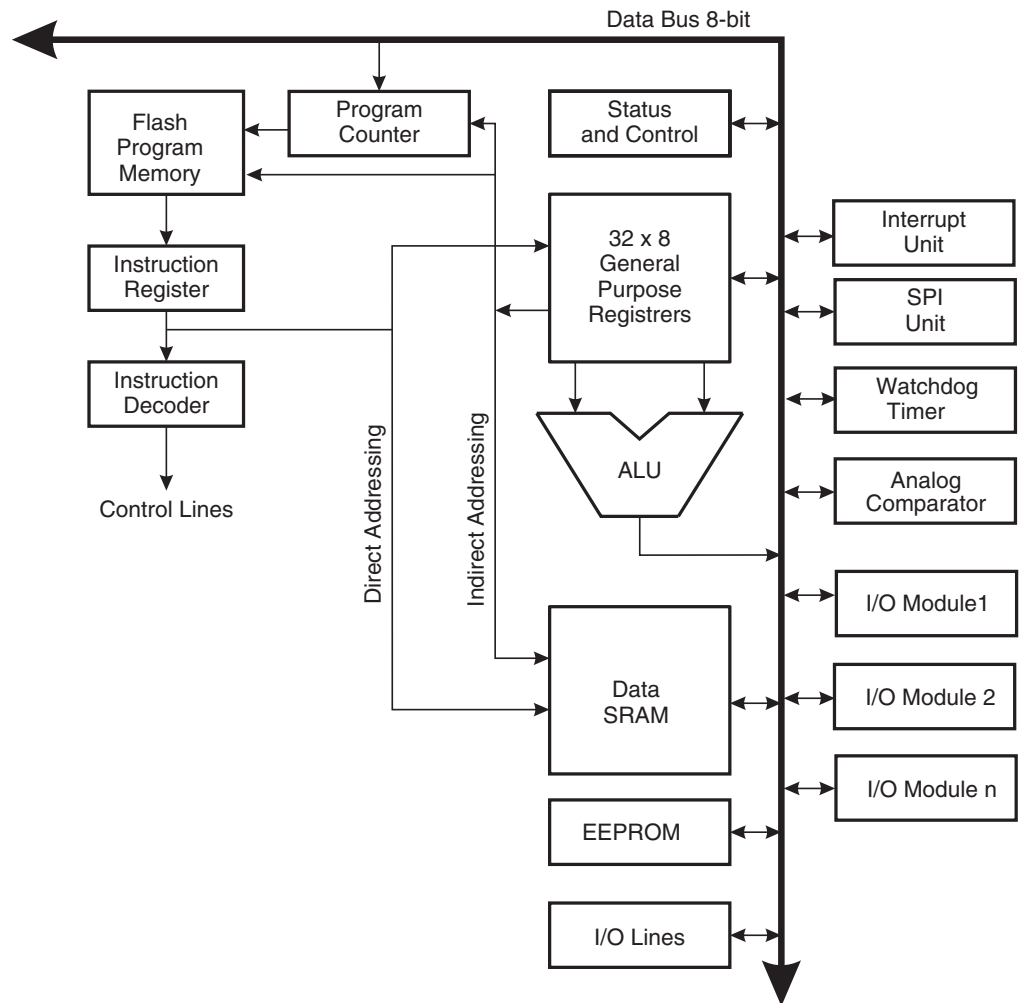 Data Bus 8-bit
Flash
Program
Memory
Program
Counter
Status
and Control
Interrupt
Unit
32 x 8
General
Purpose
Registrers
Instruction
Register
SPI
Unit
Instruction
Decoder
Watchdog
Timer
ALU
Analog
Comparator
Control Lines
Direct Addressing
Indirect Addressing
I/O Module1
Data
SRAM
I/O Module 2
I/O Module n
EEPROM
I/O Lines